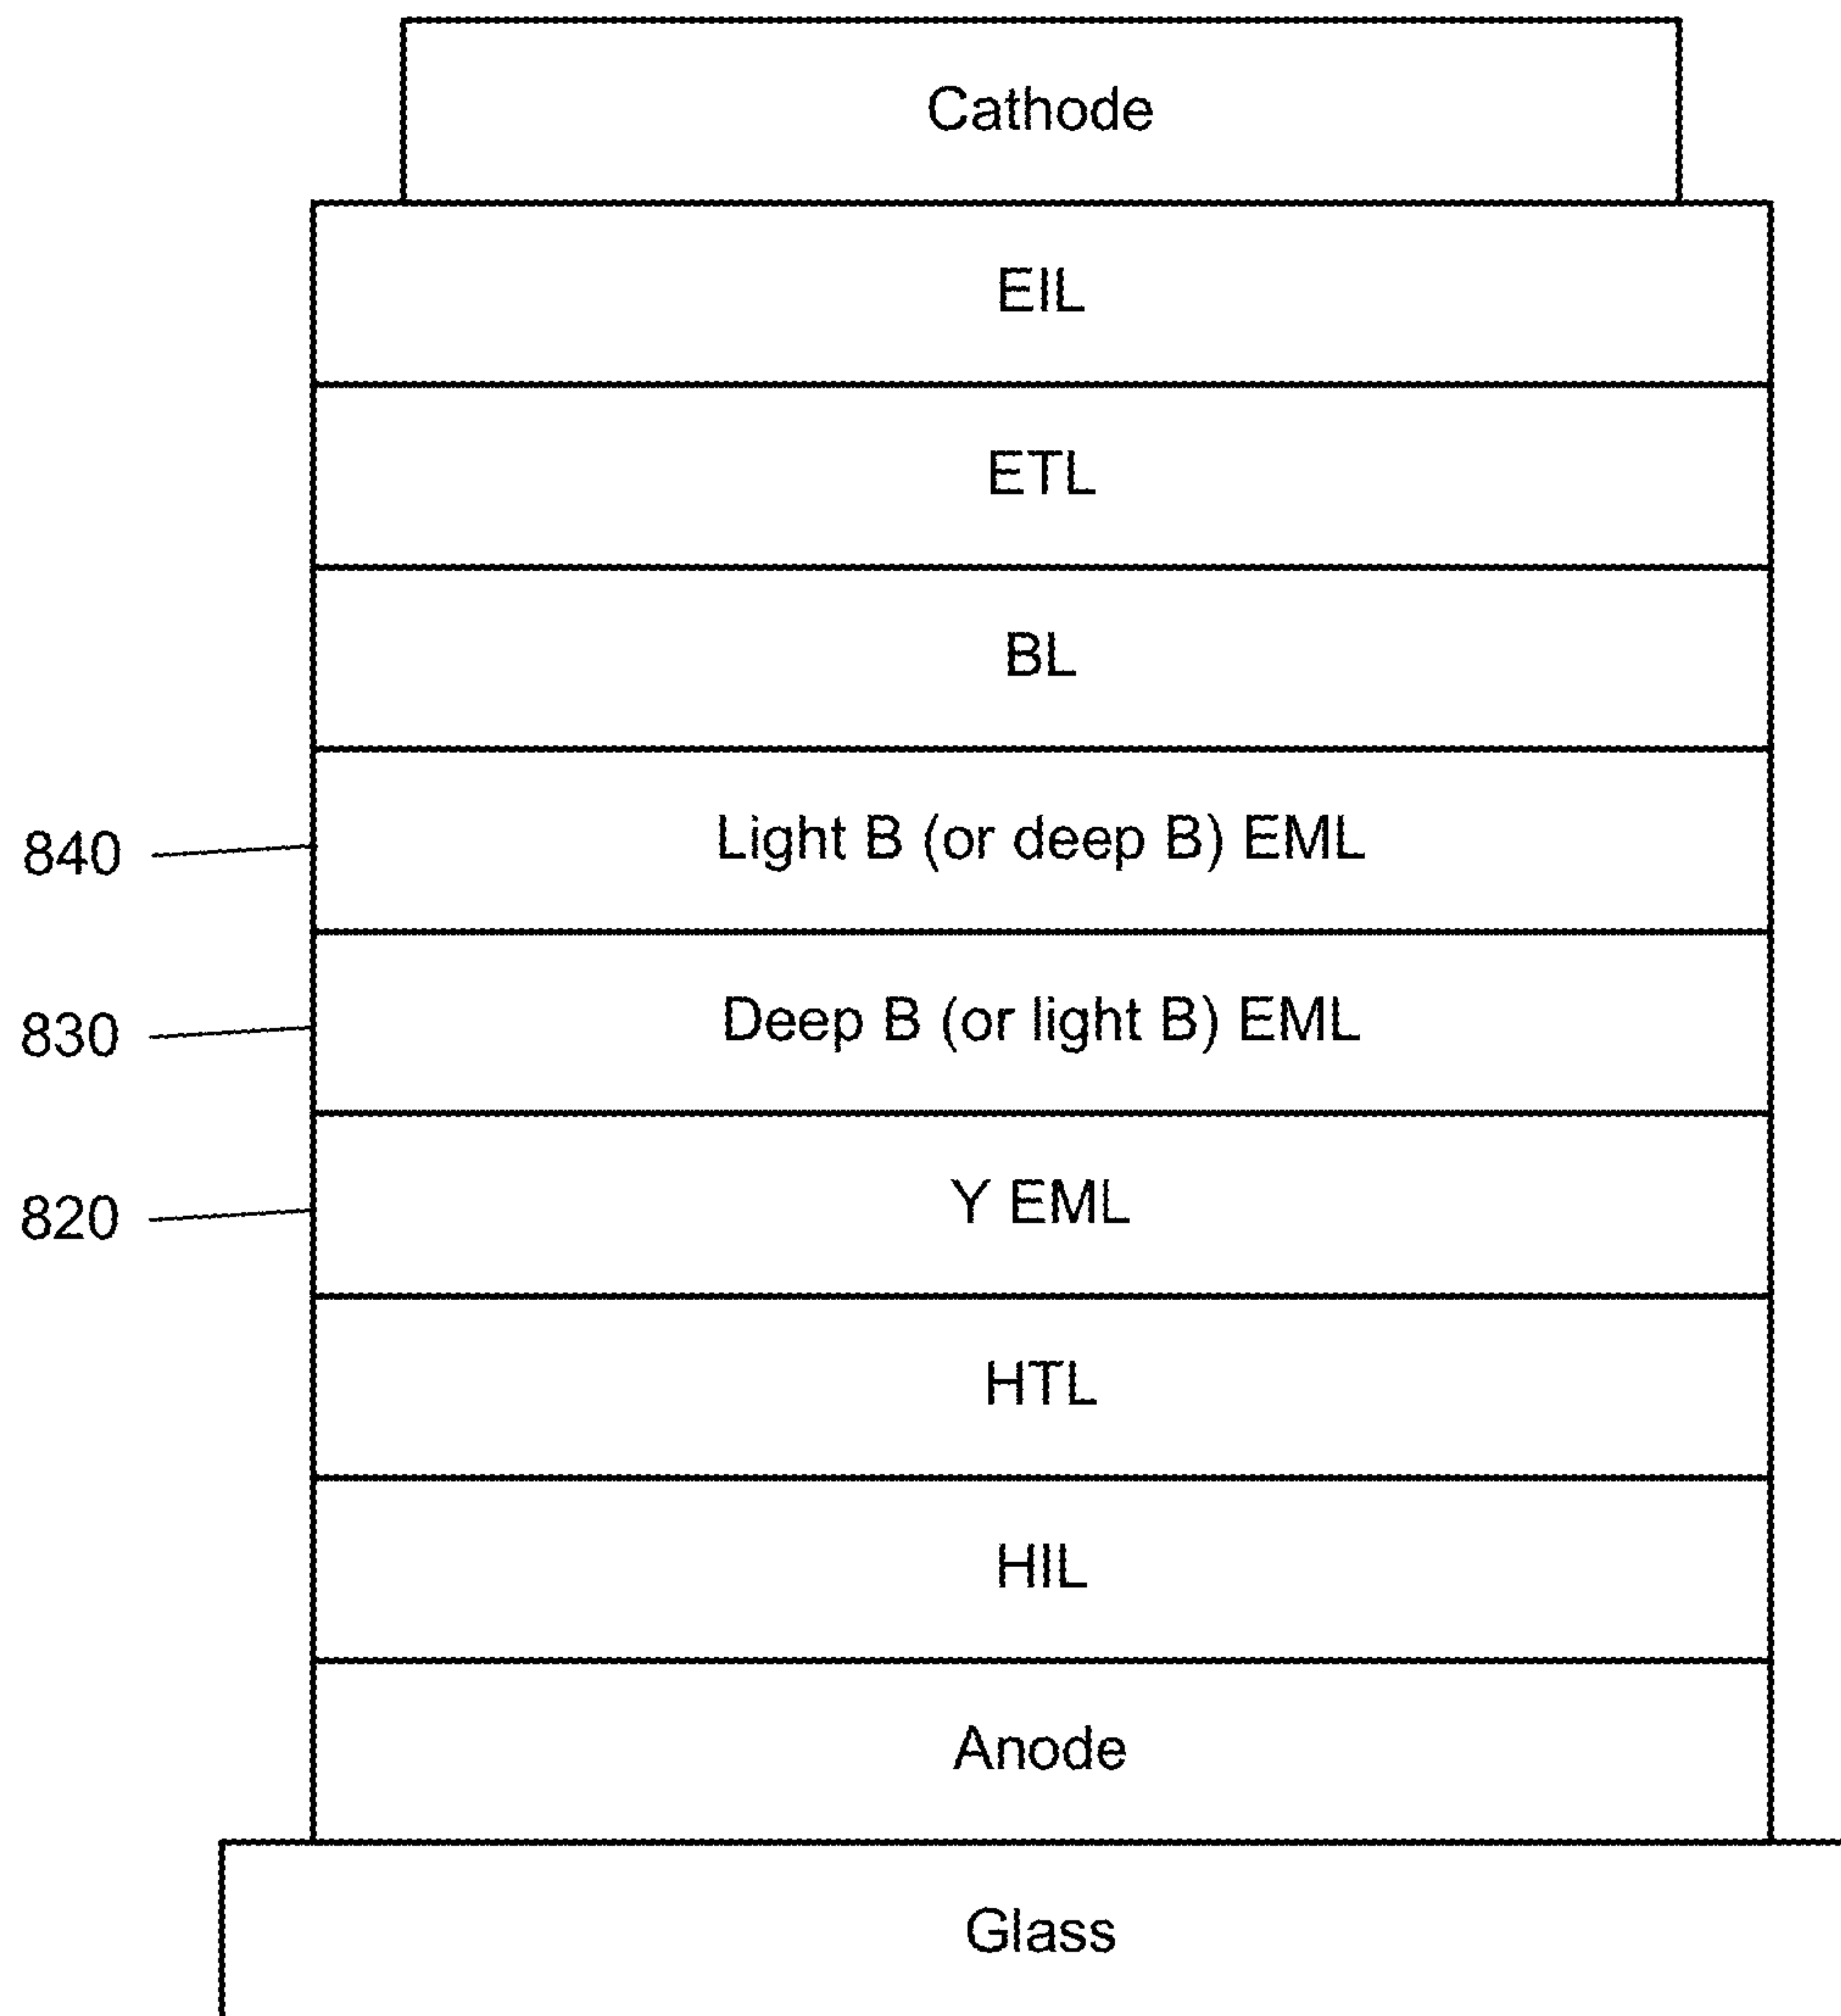 Cathode
EIL
ETL
BL
840 Light B (or deep B) EML
830 Deep B (or light B) EML
820 Y EML
HTL
HIL
Anode
Glass